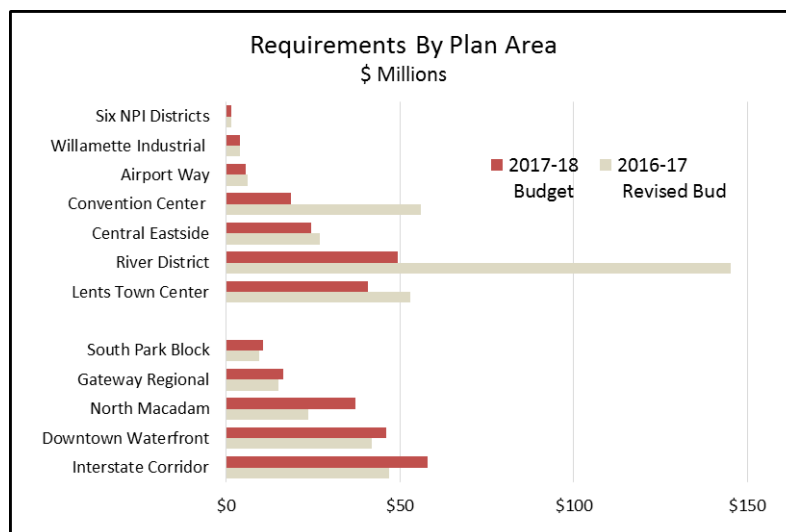 Requirements By Plan Area
$ Millions
Six NPI Districts
Willamette Industrial
Airport Way
Convention Center
Central Eastside
River District
Lents Town Center
South Park Block
Gateway Regional
North Macadam
Downtown Waterfront
Interstate Corridor
2017-18 2016-17
Budget Revised Bud
$0 $50 $100 $150